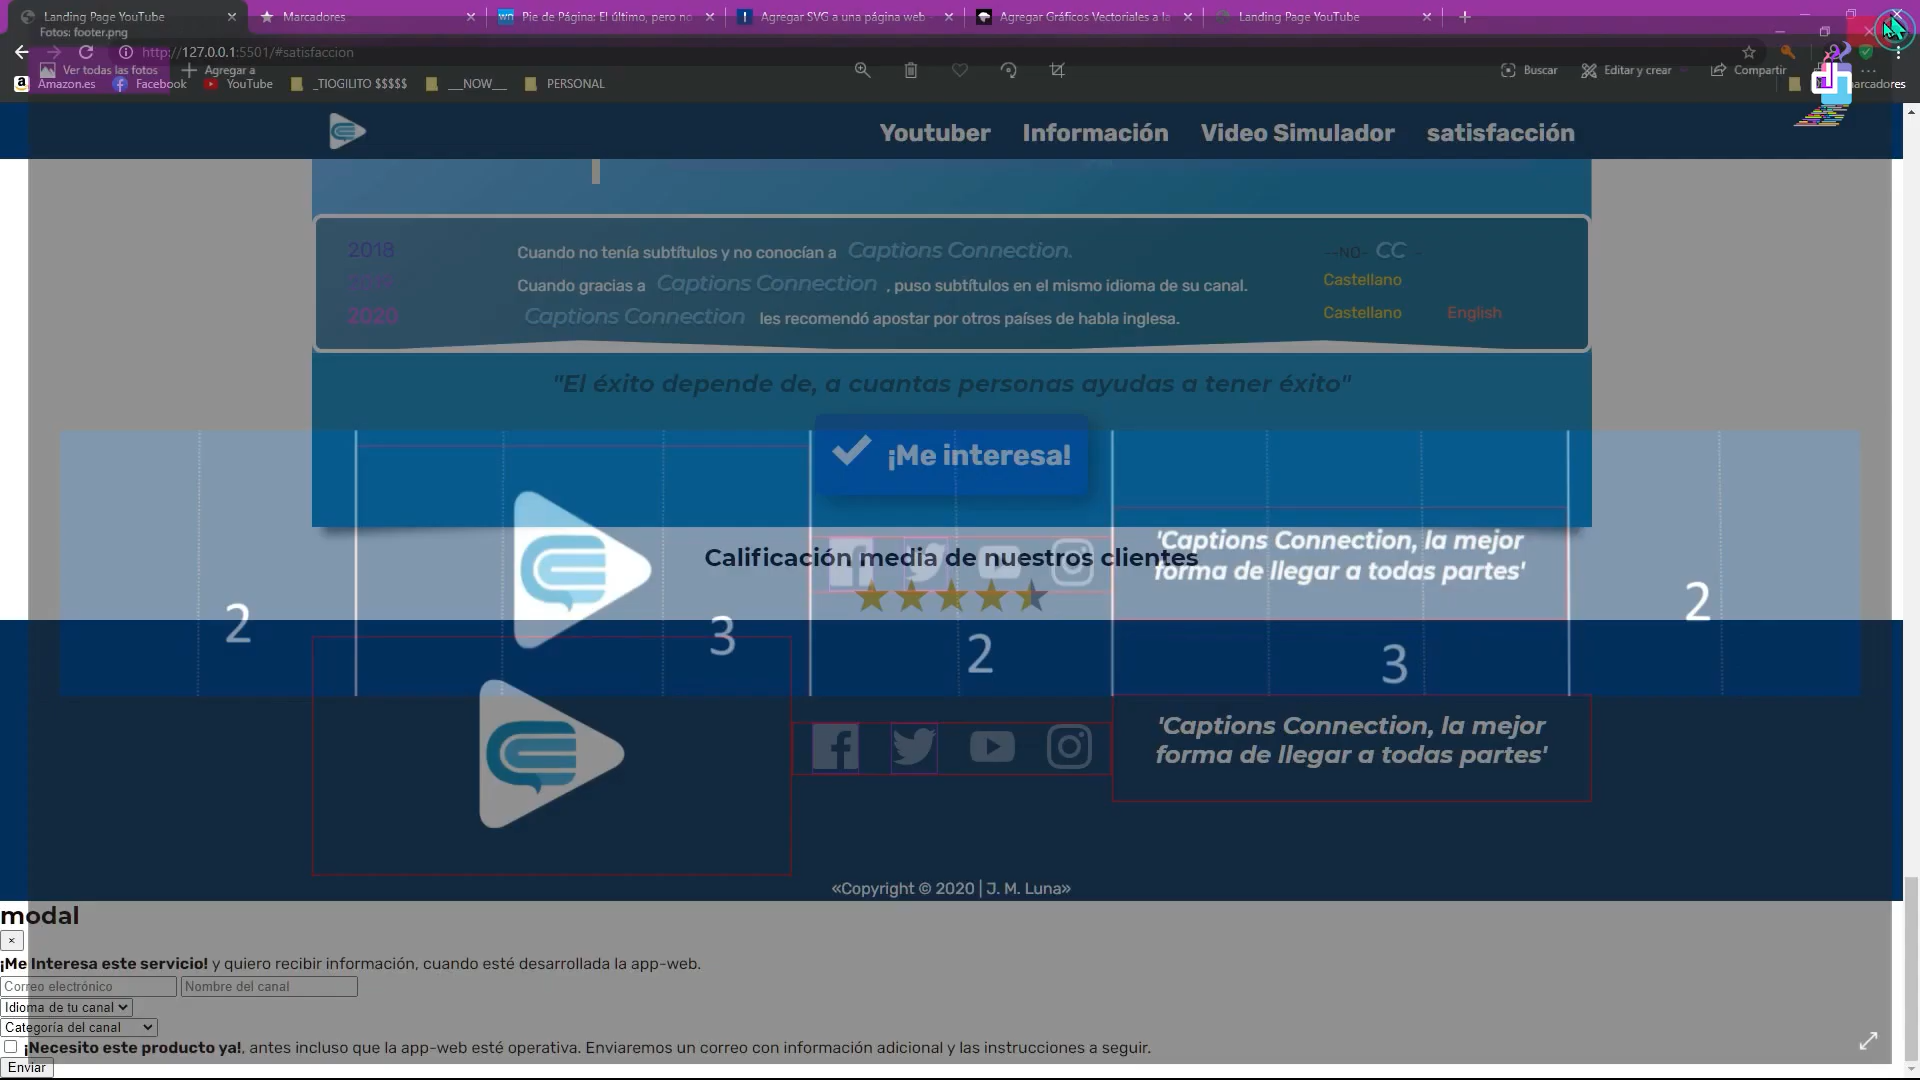 Landing Page YouTube
Marcadores
Pie de Página: El último, pero no
Agregar SVG a una página web
Agregar Gráficos Vectoriales a la
Landing Page YouTube
Fotos: footer.png
http://127.0.0.1:5501/#satisfaccion
Ver todas las fotos
Agregar a
Buscar
Editar y crear
Compartir
Amazon.es
Facebook
YouTube
_TIOGILITO $$$$$
__NOW__
PERSONAL
marcadores
Youtuber
Información
Video Simulador
satisfacción
2018
Cuando no tenía subtítulos y no conocían a Captions Connection.
--NO- CC -
Cuando gracias a Captions Connection , puso subtítulos en el mismo idioma de su canal.
Castellano
2020
Captions Connection les recomendó apostar por otros países de habla inglesa.
Castellano
English
"El éxito depende de, a cuantas personas ayudas a tener éxito"
¡Me interesa!
Calificación media de nuestros clientes
'Captions Connection, la mejor
forma de llegar a todas partes'
2
3
2
3
2
'Captions Connection, la mejor
forma de llegar a todas partes'
«Copyright © 2020 | J. M. Luna»
modal
×
¡Me Interesa este servicio! y quiero recibir información, cuando esté desarrollada la app-web.
Correo electrónico
Nombre del canal
Idioma de tu canal
Categoría del canal
¡Necesito este producto ya!, antes incluso que la app-web esté operativa. Enviaremos un correo con información adicional y las instrucciones a seguir.
Enviar